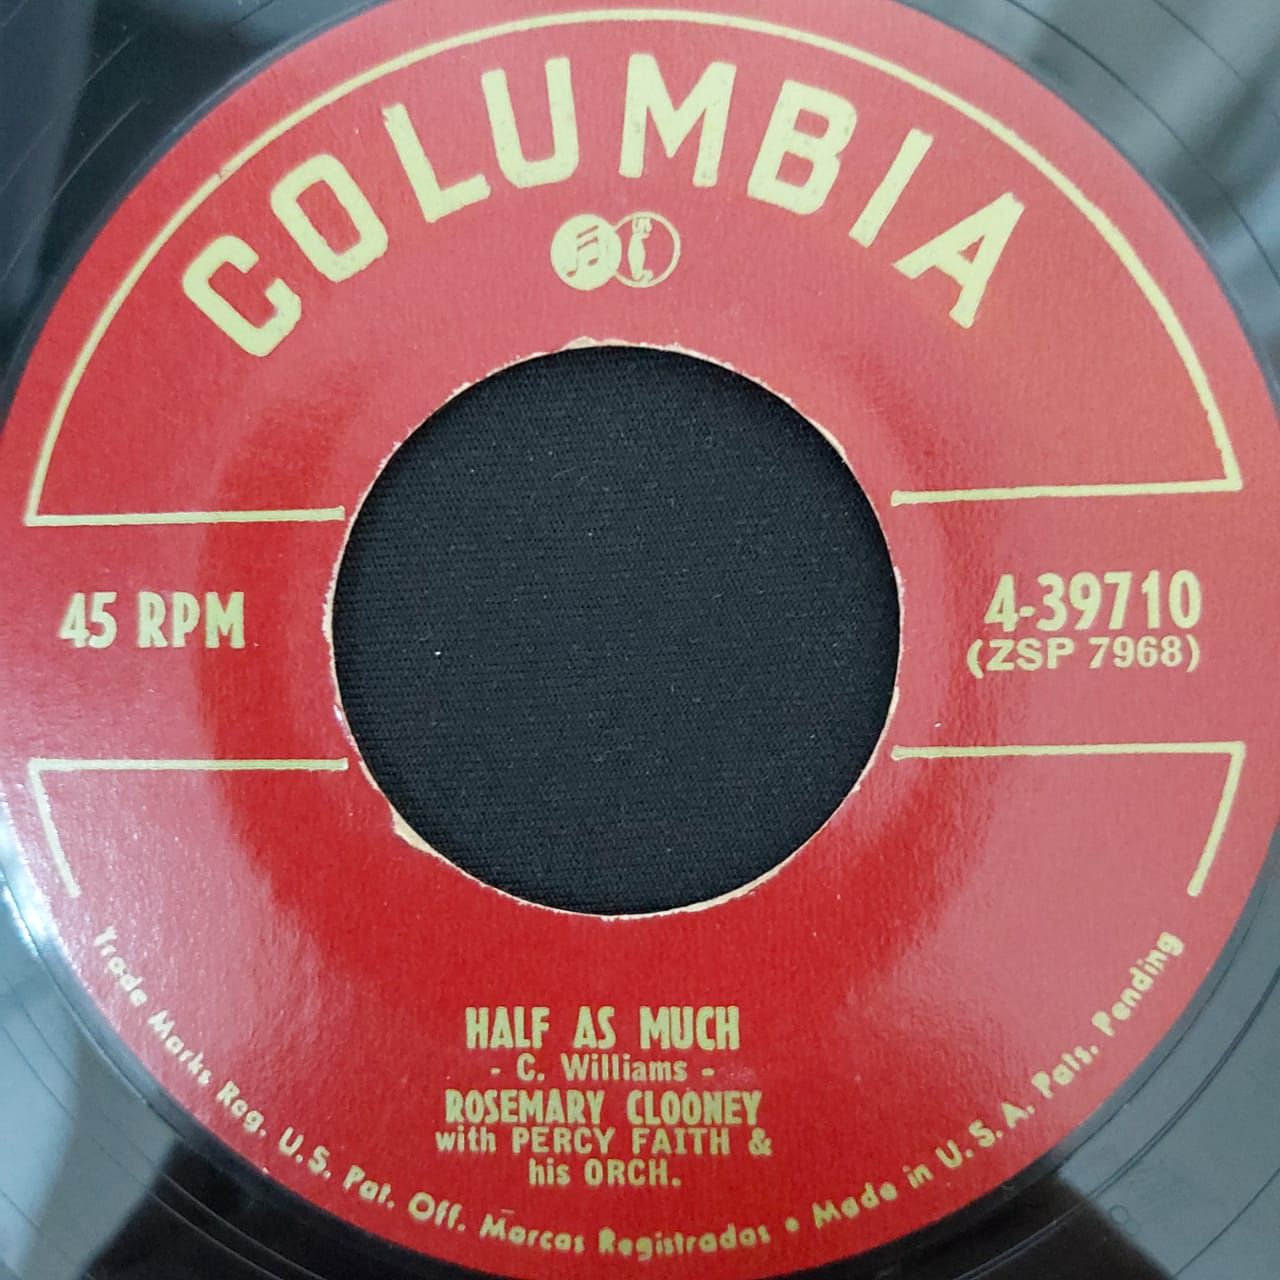 COLUMBIA
45 RPM
4-39710
(ZSP 7968)
HALF AS MUCH
- C. Williams -
ROSEMARY CLOONEY
with PERCY FAITH &
his ORCH.
Trade Marks Reg. U.S. Pat. Off. Marcas Registradas • Made in U.S.A. Pats. Pending